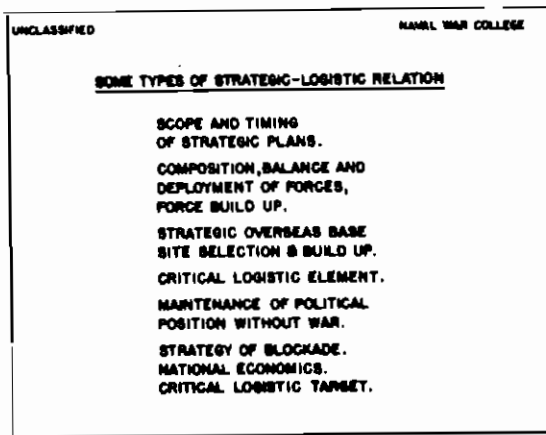 UNCLASSIFIED
NAVAL WAR COLLEGE
SOME TYPES OF STRATEGIC-LOGISTIC RELATION
SCOPE AND TIMING
OF STRATEGIC PLANS.
COMPOSITION, BALANCE AND
DEPLOYMENT OF FORCES,
FORCE BUILD UP.
STRATEGIC OVERSEAS BASE
SITE SELECTION & BUILD UP.
CRITICAL LOGISTIC ELEMENT.
MAINTENANCE OF POLITICAL
POSITION WITHOUT WAR.
STRATEGY OF BLOCKADE.
NATIONAL ECONOMICS.
CRITICAL LOGISTIC TARGET.